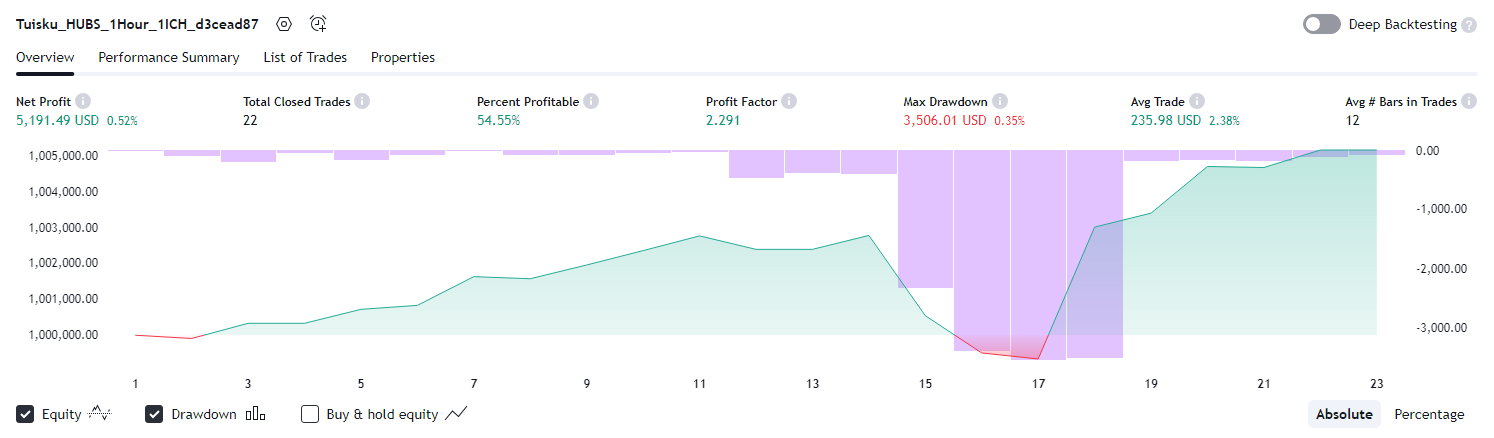 Tuisku_HUBS_1Hour_1ICH_d3cead87 Deep Backtesting ?
Overview Performance Summary List of Trades Properties
Net Profit i Total Closed Trades i Percent Profitable i Profit Factor i Max Drawdown i Avg Trade i Avg # Bars in Trades i
5,191.49 USD 0.52% 22 54.55% 2.291 3,506.01 USD 0.35% 235.98 USD 2.38% 12
1,005,000.00 0.00
1,004,000.00
1,003,000.00 -1,000.00
1,002,000.00 -2,000.00
1,001,000.00
1,000,000.00 -3,000.00
1 3 5 7 9 11 13 15 17 19 21 23
Equity Drawdown Buy & hold equity Absolute Percentage